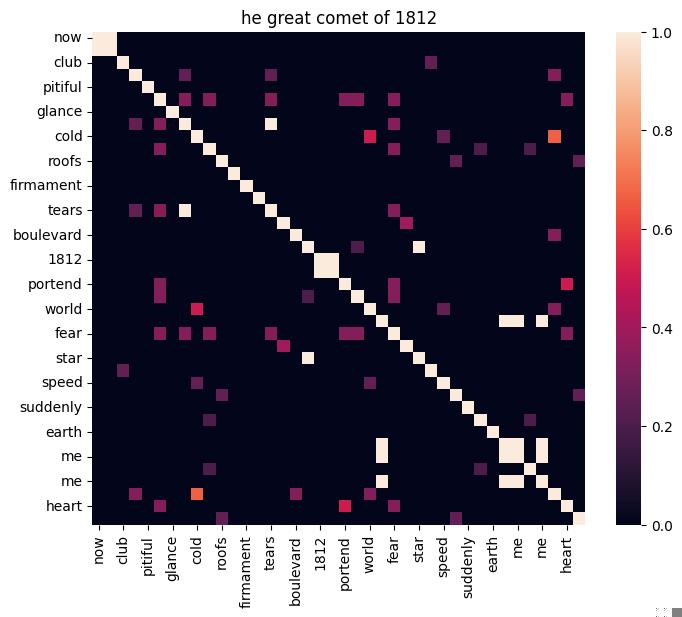 he great comet of 1812
now
club
pitiful
glance
cold
roofs
firmament
tears
boulevard
1812
portend
world
fear
star
speed
suddenly
earth
me
me
heart
1.0
0.8
0.6
0.4
0.2
0.0
now
club
pitiful
glance
cold
roofs
firmament
tears
boulevard
1812
portend
world
fear
star
speed
suddenly
earth
me
me
heart